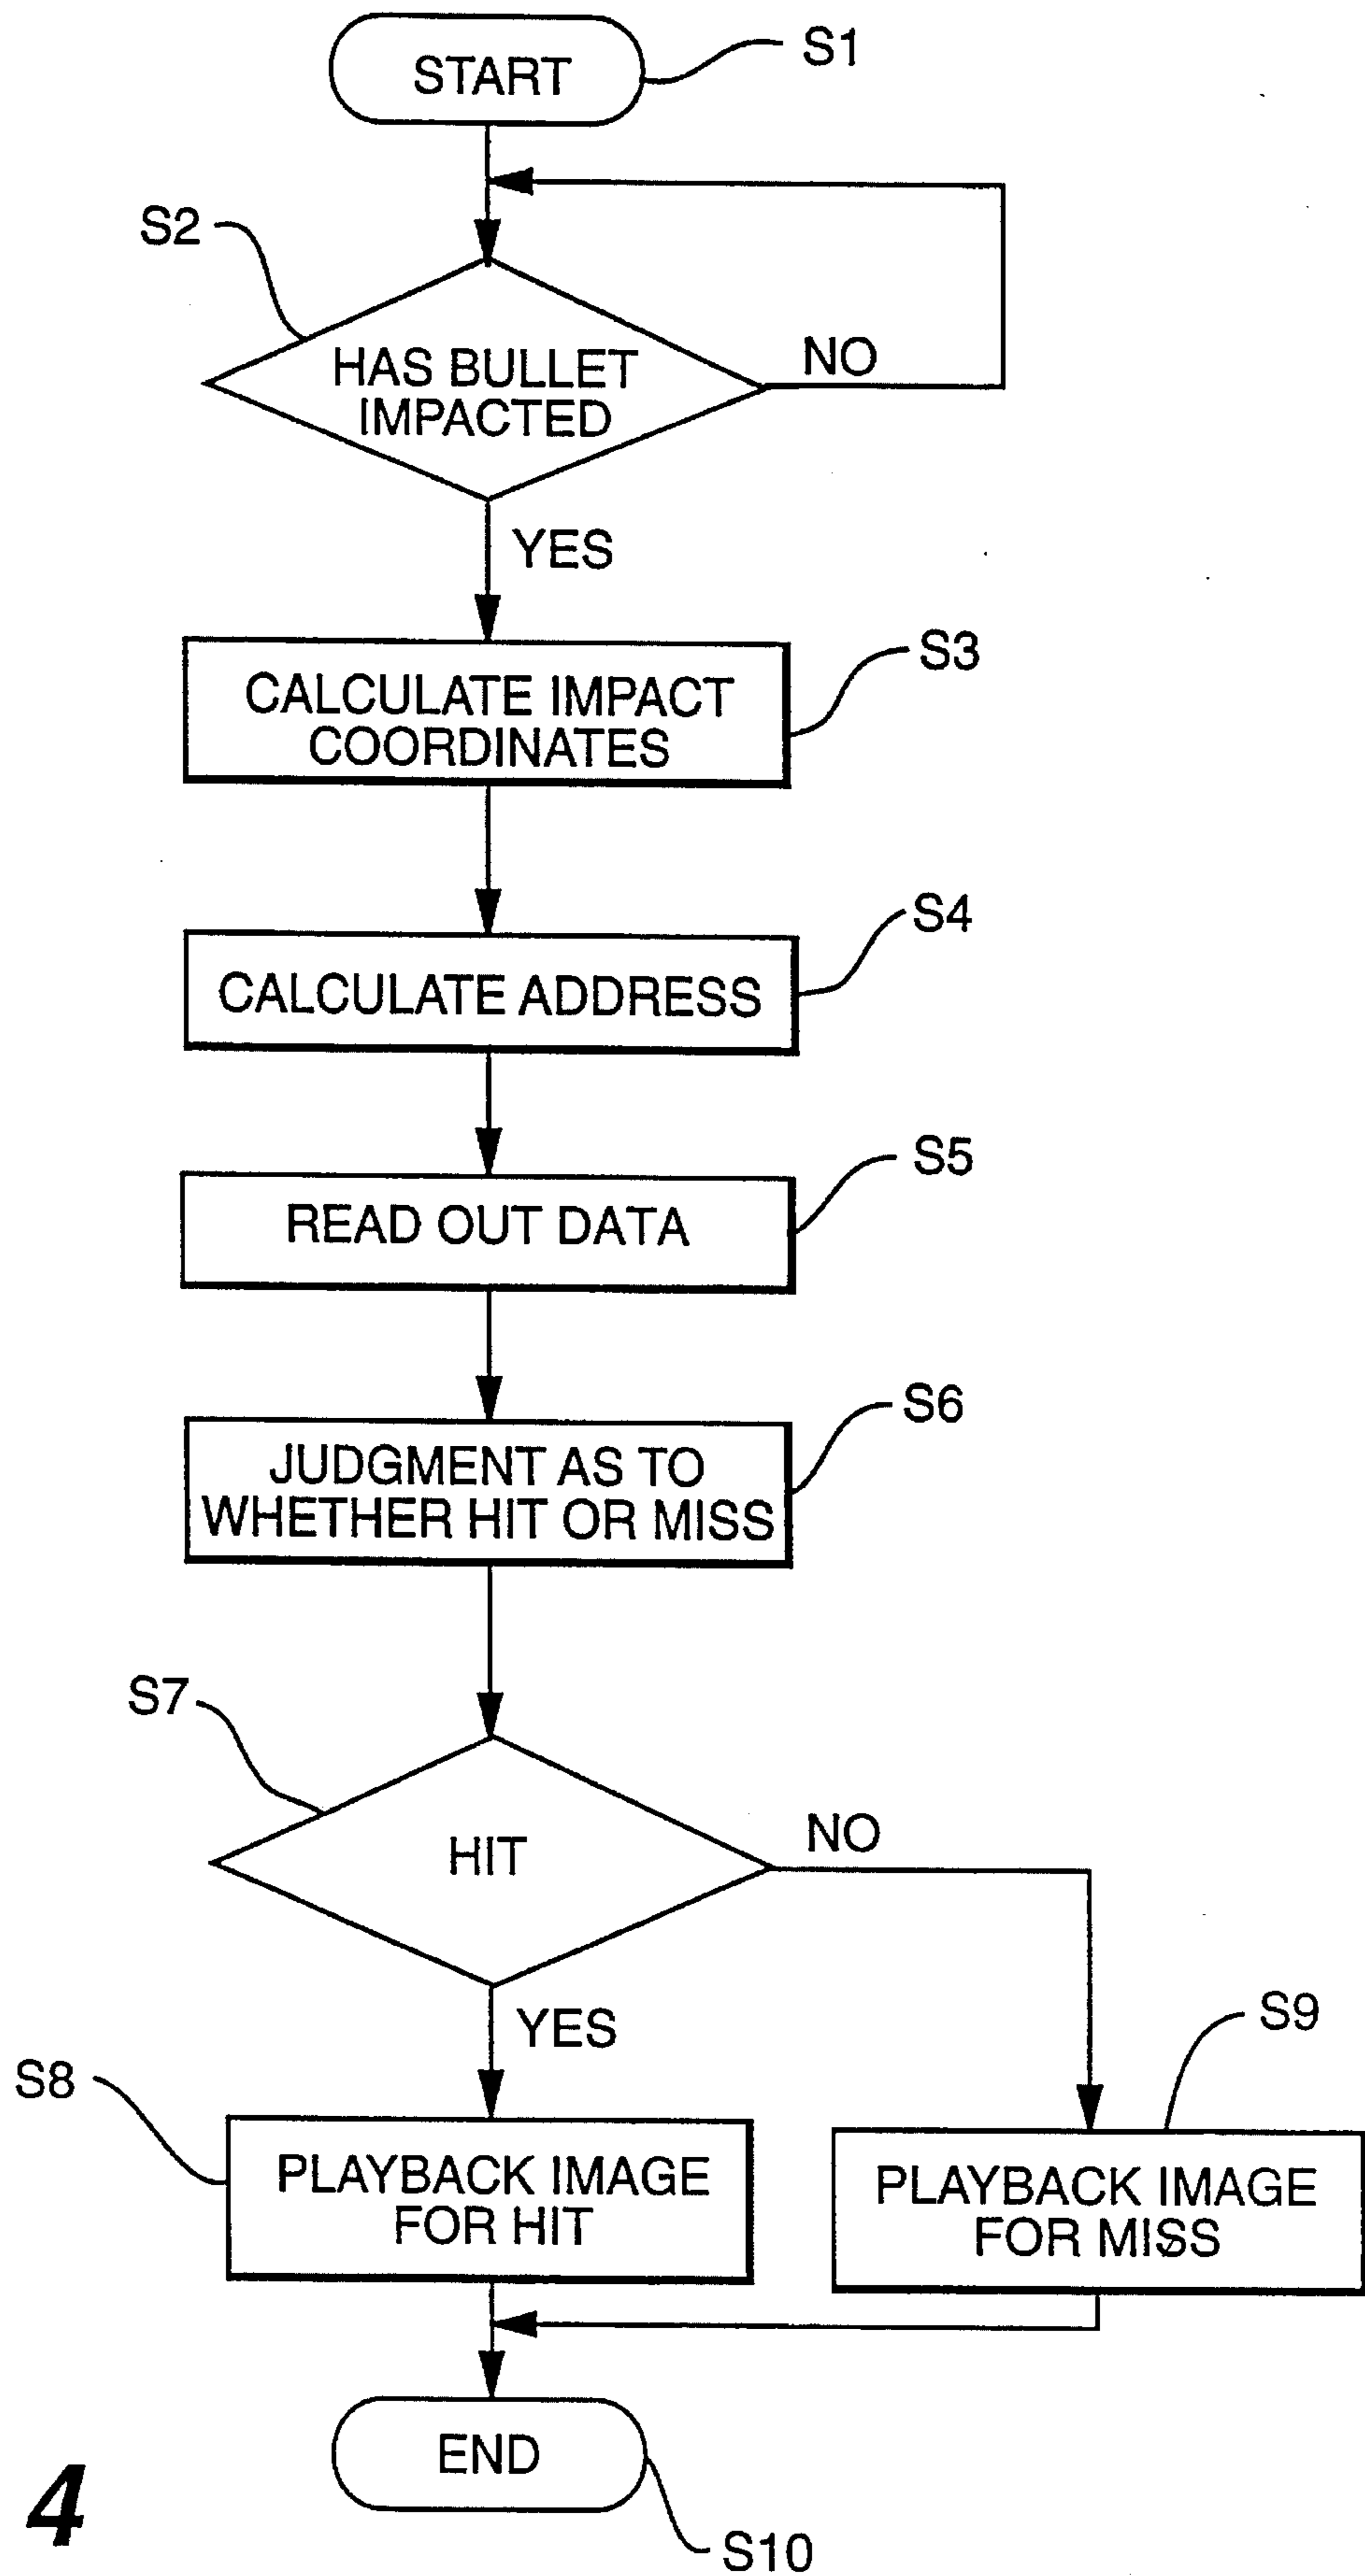 START
S1
S2
HAS BULLET
IMPACTED
NO
YES
CALCULATE IMPACT
COORDINATES
S3
CALCULATE ADDRESS
S4
READ OUT DATA
S5
JUDGMENT AS TO
WHETHER HIT OR MISS
S6
S7
HIT
NO
YES
S8
PLAYBACK IMAGE
FOR HIT
S9
PLAYBACK IMAGE
FOR MISS
END
S10
4